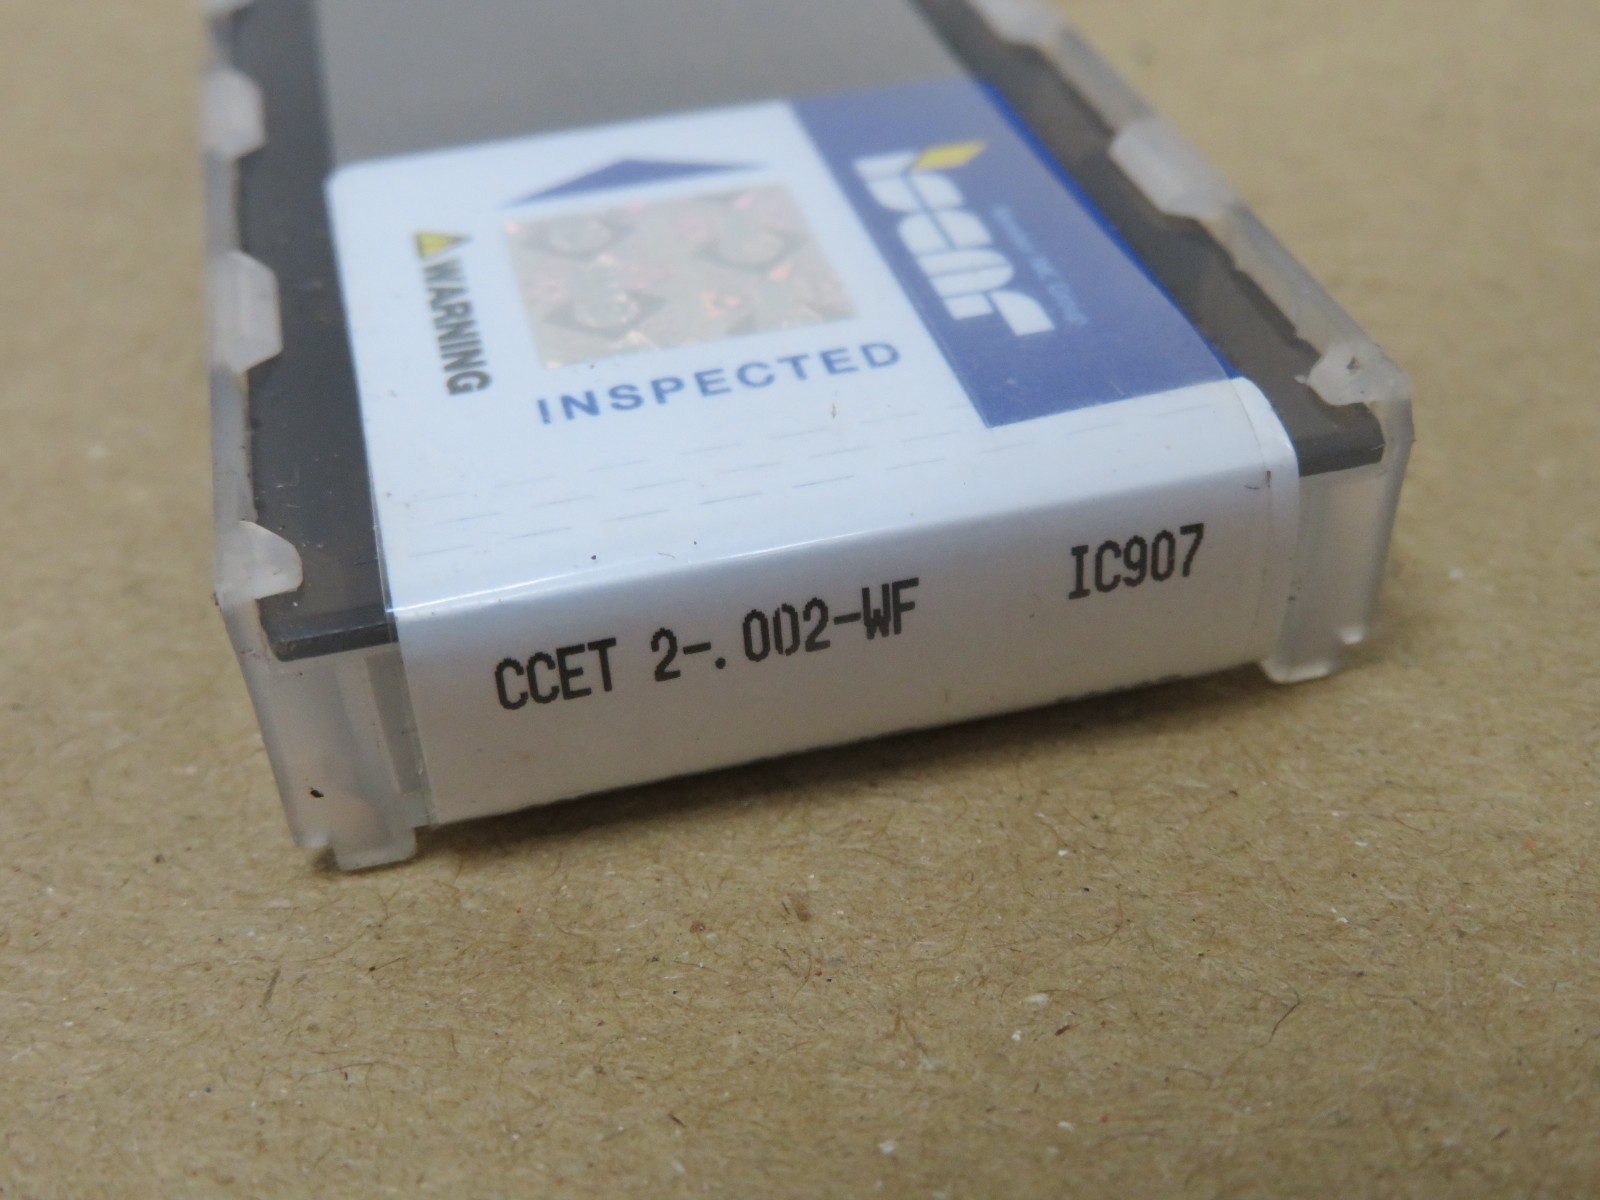 iscar
WARNING
INSPECTED
CCET 2-.002-WF IC907